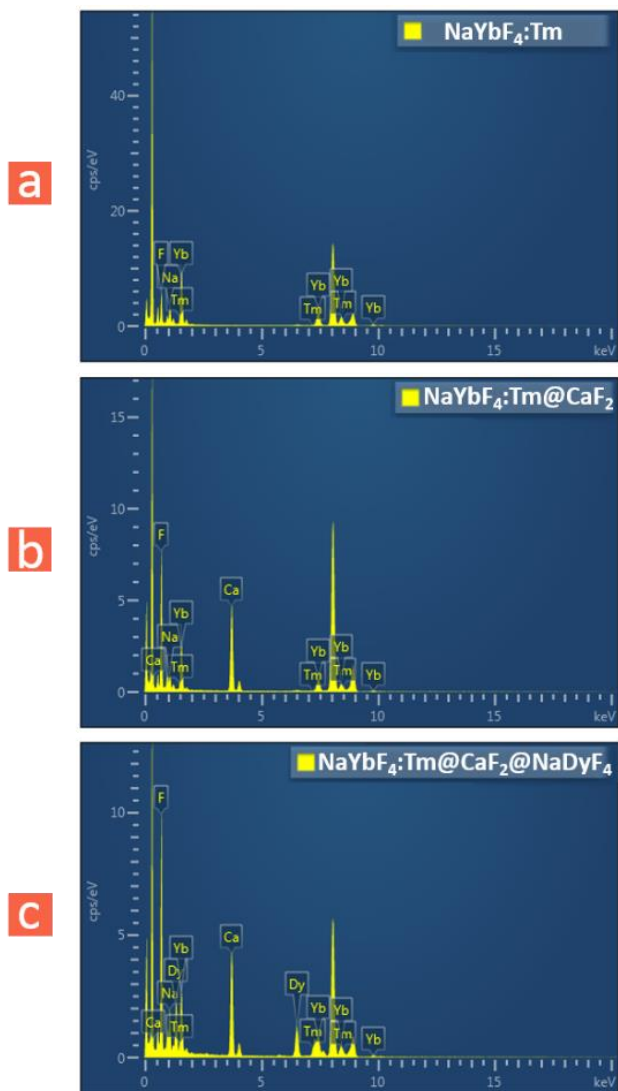 NaYbF₄:Tm
a
cps/eV
40
20
0
F Yb
Na
Tm
Yb Yb
Tm Tm Yb
0 5 10 15 keV
NaYbF₄:Tm@CaF₂
b
cps/eV
15
10
5
0
F
Ca
Yb
Na
Ca Tm
Yb Yb
Tm Tm Yb
0 5 10 15 keV
NaYbF₄:Tm@CaF₂@NaDyF₄
c
cps/eV
10
5
0
F
Yb Ca
Dy Dy
Na
Ca Tm
Yb Yb
Tm Tm Yb
0 5 10 15 keV